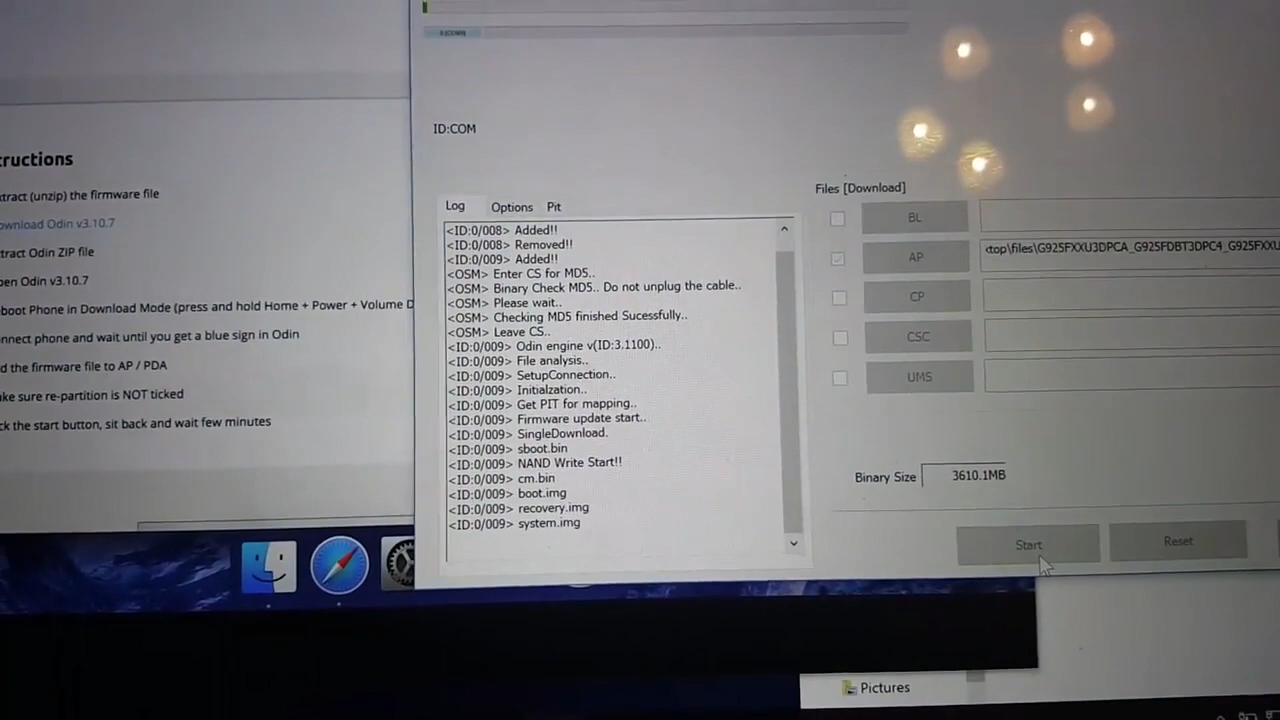 0:[COM9]
ID:COM
tructions
xtract (unzip) the firmware file
ownload Odin v3.10.7
tract Odin ZIP file
pen Odin v3.10.7
boot Phone in Download Mode (press and hold Home + Power + Volume D
nnect phone and wait until you get a blue sign in Odin
d the firmware file to AP / PDA
ke sure re-partition is NOT ticked
ck the start button, sit back and wait few minutes
Log Options Pit
<ID:0/008> Added!!
<ID:0/008> Removed!!
<ID:0/009> Added!!
<OSM> Enter CS for MD5..
<OSM> Binary Check MD5.. Do not unplug the cable..
<OSM> Please wait..
<OSM> Checking MD5 finished Sucessfully..
<OSM> Leave CS..
<ID:0/009> Odin engine v(ID:3.1100)..
<ID:0/009> File analysis..
<ID:0/009> SetupConnection..
<ID:0/009> Initialzation..
<ID:0/009> Get PIT for mapping..
<ID:0/009> Firmware update start..
<ID:0/009> SingleDownload.
<ID:0/009> sboot.bin
<ID:0/009> NAND Write Start!!
<ID:0/009> cm.bin
<ID:0/009> boot.img
<ID:0/009> recovery.img
<ID:0/009> system.img
Files [Download]
BL
AP
ktop\files\G925FXXU3DPCA_G925FDBT3DPC4_G925FXXU
CP
CSC
UMS
Binary Size 3610.1MB
Start Reset
Pictures